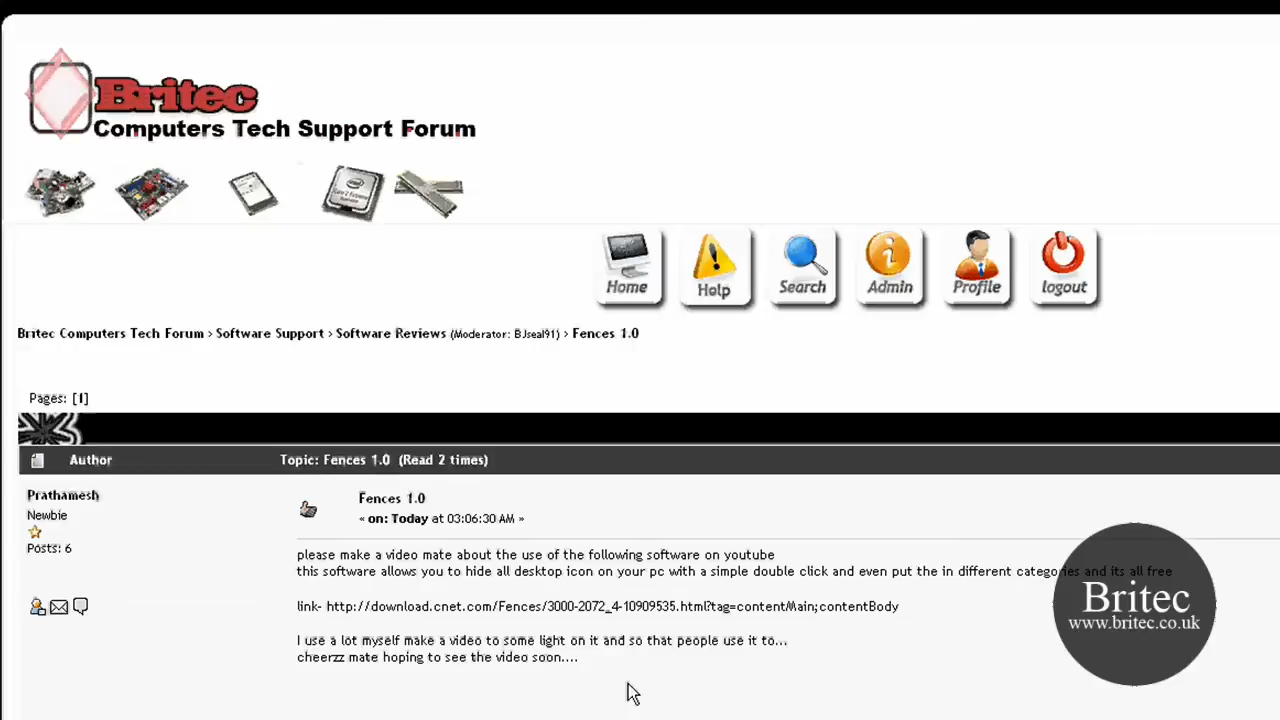 Britec
Computers Tech Support Forum
Home
Help
Search
Admin
Profile
logout
Britec Computers Tech Forum › Software Support › Software Reviews (Moderator: BJseal91) › Fences 1.0
Pages: [1]
Author
Topic: Fences 1.0 (Read 2 times)
Prathamesh
Newbie
Posts: 6
Fences 1.0
« on: Today at 03:06:30 AM »
please make a video mate about the use of the following software on youtube
this software allows you to hide all desktop icon on your pc with a simple double click and even put the in different categories and its all free
link- http://download.cnet.com/Fences/3000-2072_4-10909535.html?tag=contentMain;contentBody
I use a lot myself make a video to some light on it and so that people use it to...
cheerzz mate hoping to see the video soon....
Britec
www.britec.co.uk